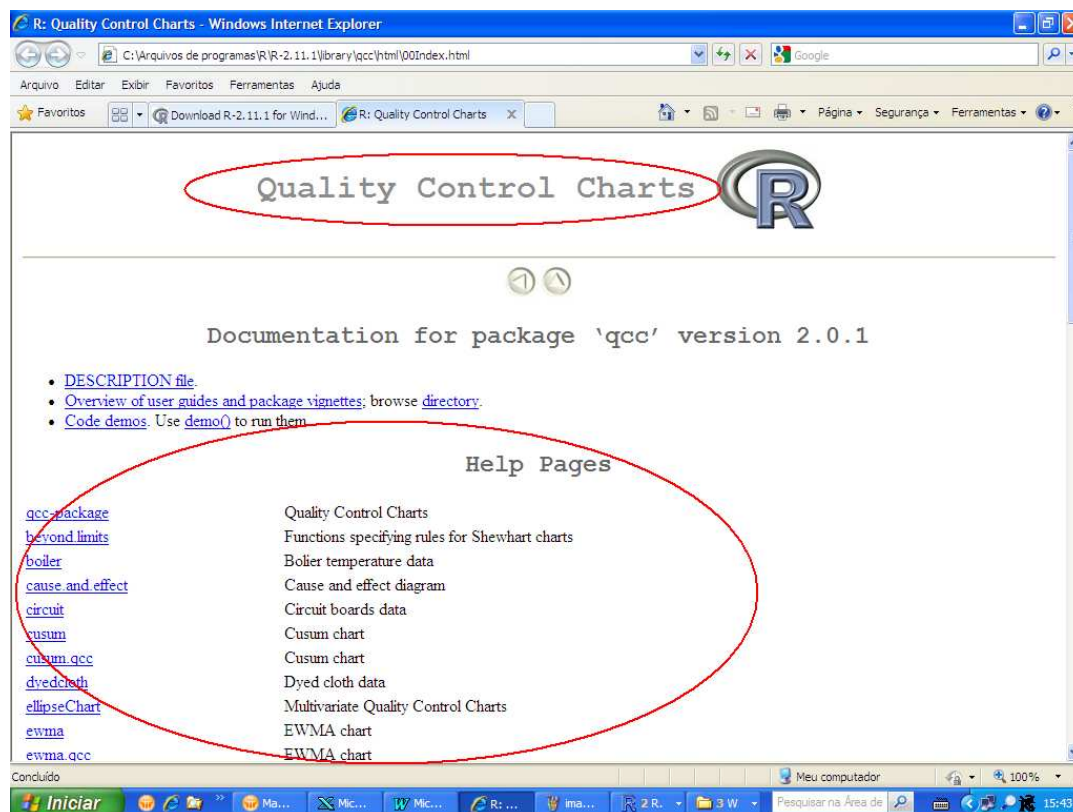 R: Quality Control Charts - Windows Internet Explorer
C:\Arquivos de programas\R\R-2.11.1\library\qcc\html\00Index.html
Google
Arquivo Editar Exibir Favoritos Ferramentas Ajuda
Favoritos Download R-2.11.1 for Wind... R: Quality Control Charts X Página Segurança Ferramentas
Quality Control Charts R
Documentation for package ‘qcc’ version 2.0.1
• DESCRIPTION file.
• Overview of user guides and package vignettes; browse directory.
• Code demos. Use demo() to run them.
Help Pages
qcc-package Quality Control Charts
beyond.limits Functions specifying rules for Shewhart charts
boiler Bolier temperature data
cause.and.effect Cause and effect diagram
circuit Circuit boards data
cusum Cusum chart
cusum.qcc Cusum chart
dyedcloth Dyed cloth data
ellipseChart Multivariate Quality Control Charts
ewma EWMA chart
ewma.qcc EWMA chart
Concluído Meu computador 100%
Iniciar Ma... Mic... Mic... R: ... ima... 2 R. 3 W Pesquisar na Área de 15:43